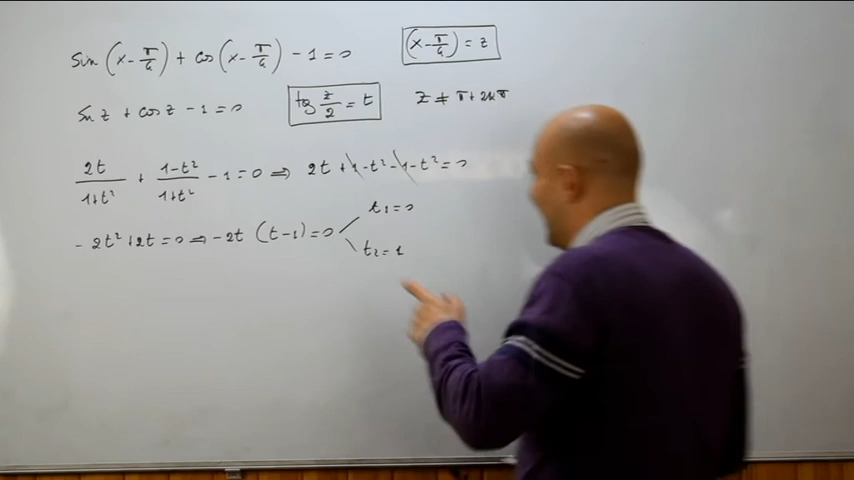 sin (x - π/4) + cos (x - π/4) - 1 = 0
(x - π/4) = z
sin z + cos z - 1 = 0
tg z/2 = t
z ≠ π + 2kπ
2t/1+t² + 1-t²/1+t² - 1 = 0 ⇒ 2t + 1 - t² - 1 - t² = 0
- 2t² + 2t = 0 ⇒ - 2t (t - 1) = 0
t₁ = 0
t₂ = 1